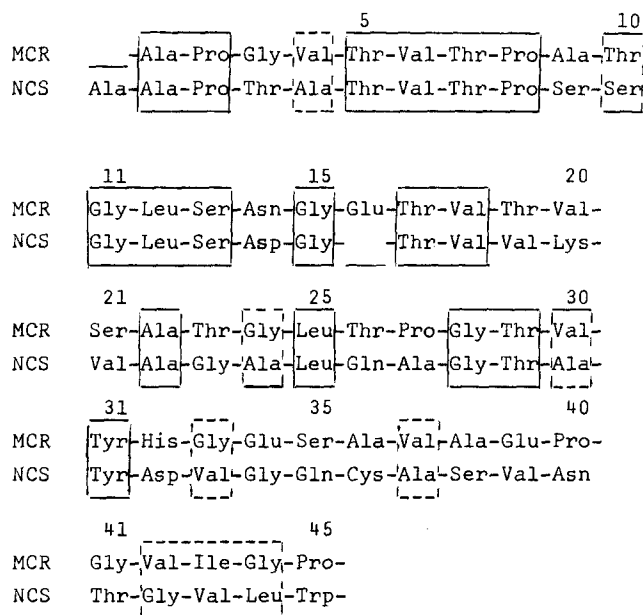 5 10
MCR ___-Ala-Pro-Gly-Val-Thr-Val-Thr-Pro-Ala-Thr
NCS Ala-Ala-Pro-Thr-Ala-Thr-Val-Thr-Pro-Ser-Ser
11 15 20
MCR Gly-Leu-Ser-Asn-Gly-Glu-Thr-Val-Thr-Val-
NCS Gly-Leu-Ser-Asp-Gly-___-Thr-Val-Val-Lys-
21 25 30
MCR Ser-Ala-Thr-Gly-Leu-Thr-Pro-Gly-Thr-Val-
NCS Val-Ala-Gly-Ala-Leu-Gln-Ala-Gly-Thr-Ala-
31 35 40
MCR Tyr-His-Gly-Glu-Ser-Ala-Val-Ala-Glu-Pro-
NCS Tyr-Asp-Val-Gly-Gln-Cys-Ala-Ser-Val-Asn
41 45
MCR Gly-Val-Ile-Gly-Pro-
NCS Thr-Gly-Val-Leu-Trp-